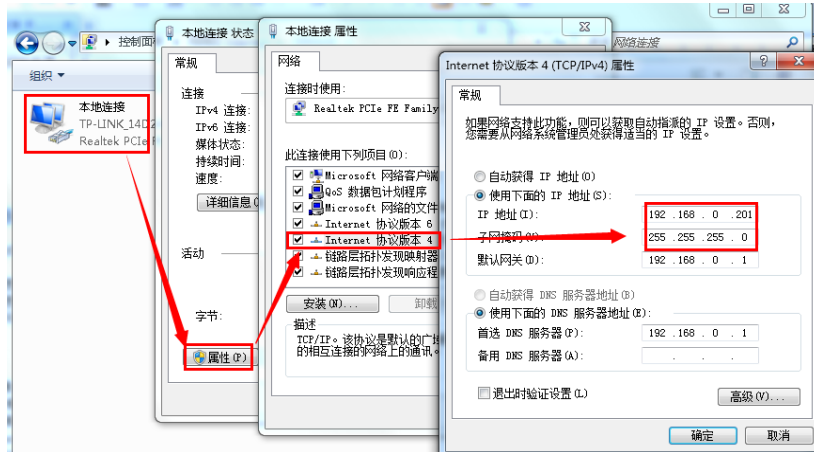 控制面
网络连接
组织
本地连接
TP-LINK_14D2
Realtek PCIe
本地连接 状态
常规
连接
IPv4 连接:
IPv6 连接:
媒体状态:
持续时间:
速度:
详细信息(
活动
字节:
属性(P)
本地连接 属性
网络
连接时使用:
Realtek PCIe FE Family
此连接使用下列项目(O):
Microsoft 网络客户端
QoS 数据包计划程序
Microsoft 网络的文件
Internet 协议版本 6
Internet 协议版本 4
链路层拓扑发现映射器
链路层拓扑发现响应程
安装(N)...
卸载
描述
TCP/IP。该协议是默认的广域
的相互连接的网络上的通讯。
Internet 协议版本 4 (TCP/IPv4) 属性
常规
如果网络支持此功能，则可以获取自动指派的 IP 设置。否则，
您需要从网络系统管理员处获得适当的 IP 设置。
自动获得 IP 地址(O)
使用下面的 IP 地址(S):
IP 地址(I): 192 .168 . 0 .201
子网掩码(U): 255 .255 .255 . 0
默认网关(D): 192 .168 . 0 . 1
自动获得 DNS 服务器地址(B)
使用下面的 DNS 服务器地址(E):
首选 DNS 服务器(P): 192 .168 . 0 . 1
备用 DNS 服务器(A): . . .
退出时验证设置(L)
高级(V)...
确定
取消